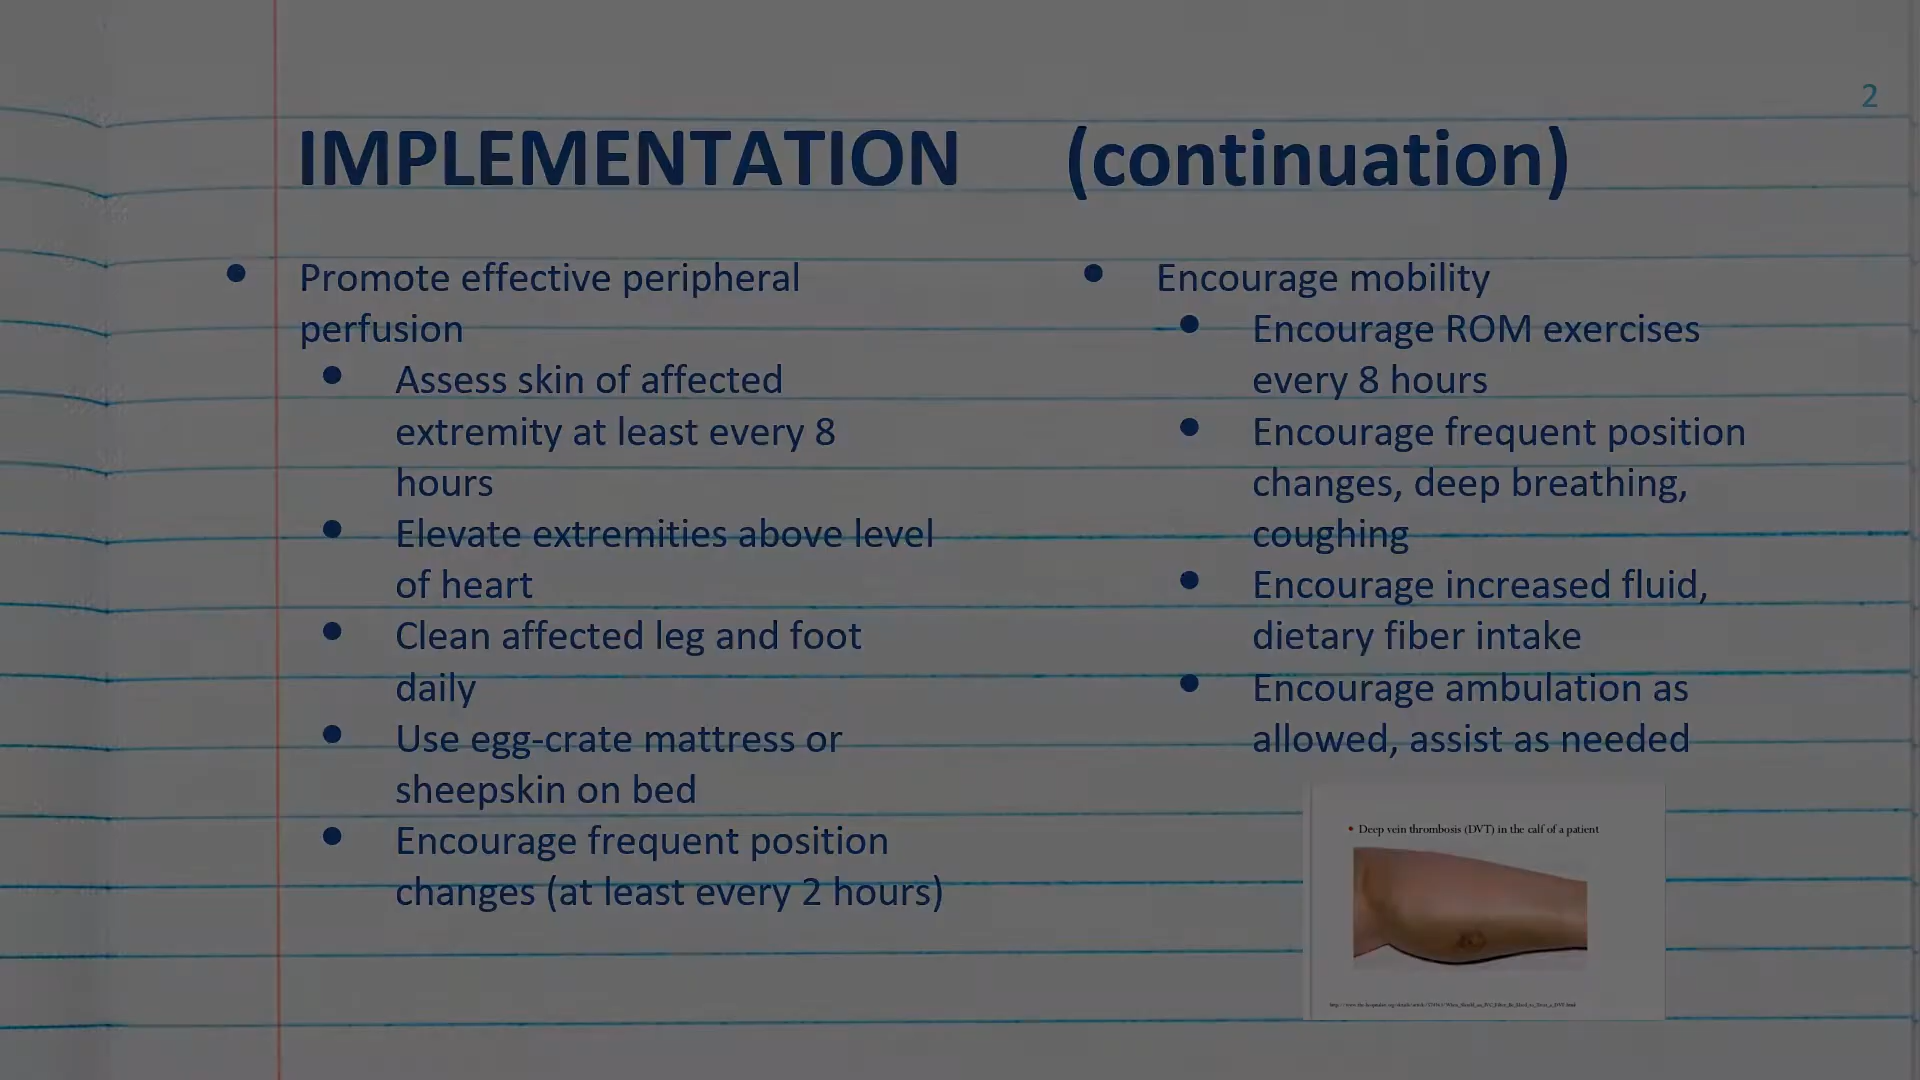 2
IMPLEMENTATION (continuation)
Promote effective peripheral
perfusion
Assess skin of affected
extremity at least every 8
hours
Elevate extremities above level
of heart
Clean affected leg and foot
daily
Use egg-crate mattress or
sheepskin on bed
Encourage frequent position
changes (at least every 2 hours)
Encourage mobility
Encourage ROM exercises
every 8 hours
Encourage frequent position
changes, deep breathing,
coughing
Encourage increased fluid,
dietary fiber intake
Encourage ambulation as
allowed, assist as needed
Deep vein thrombosis (DVT) in the calf of a patient